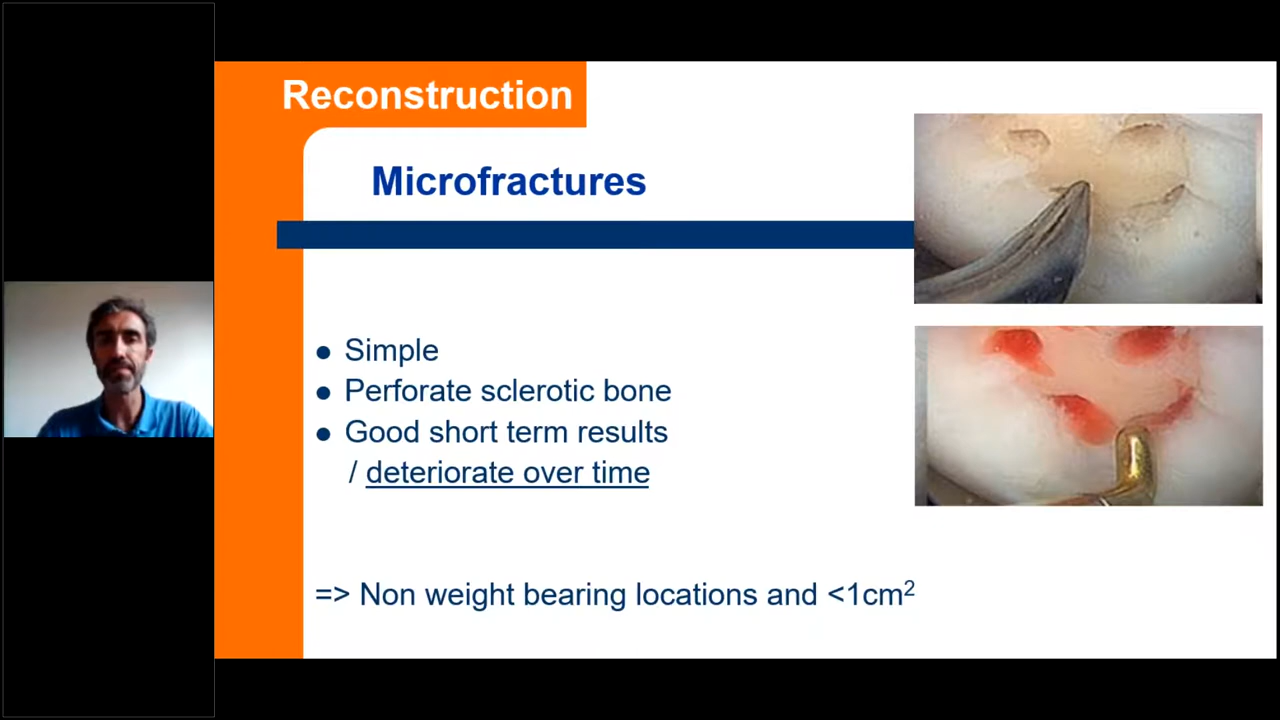 Reconstruction
Microfractures
● Simple
● Perforate sclerotic bone
● Good short term results
/ deteriorate over time
=> Non weight bearing locations and <1cm²